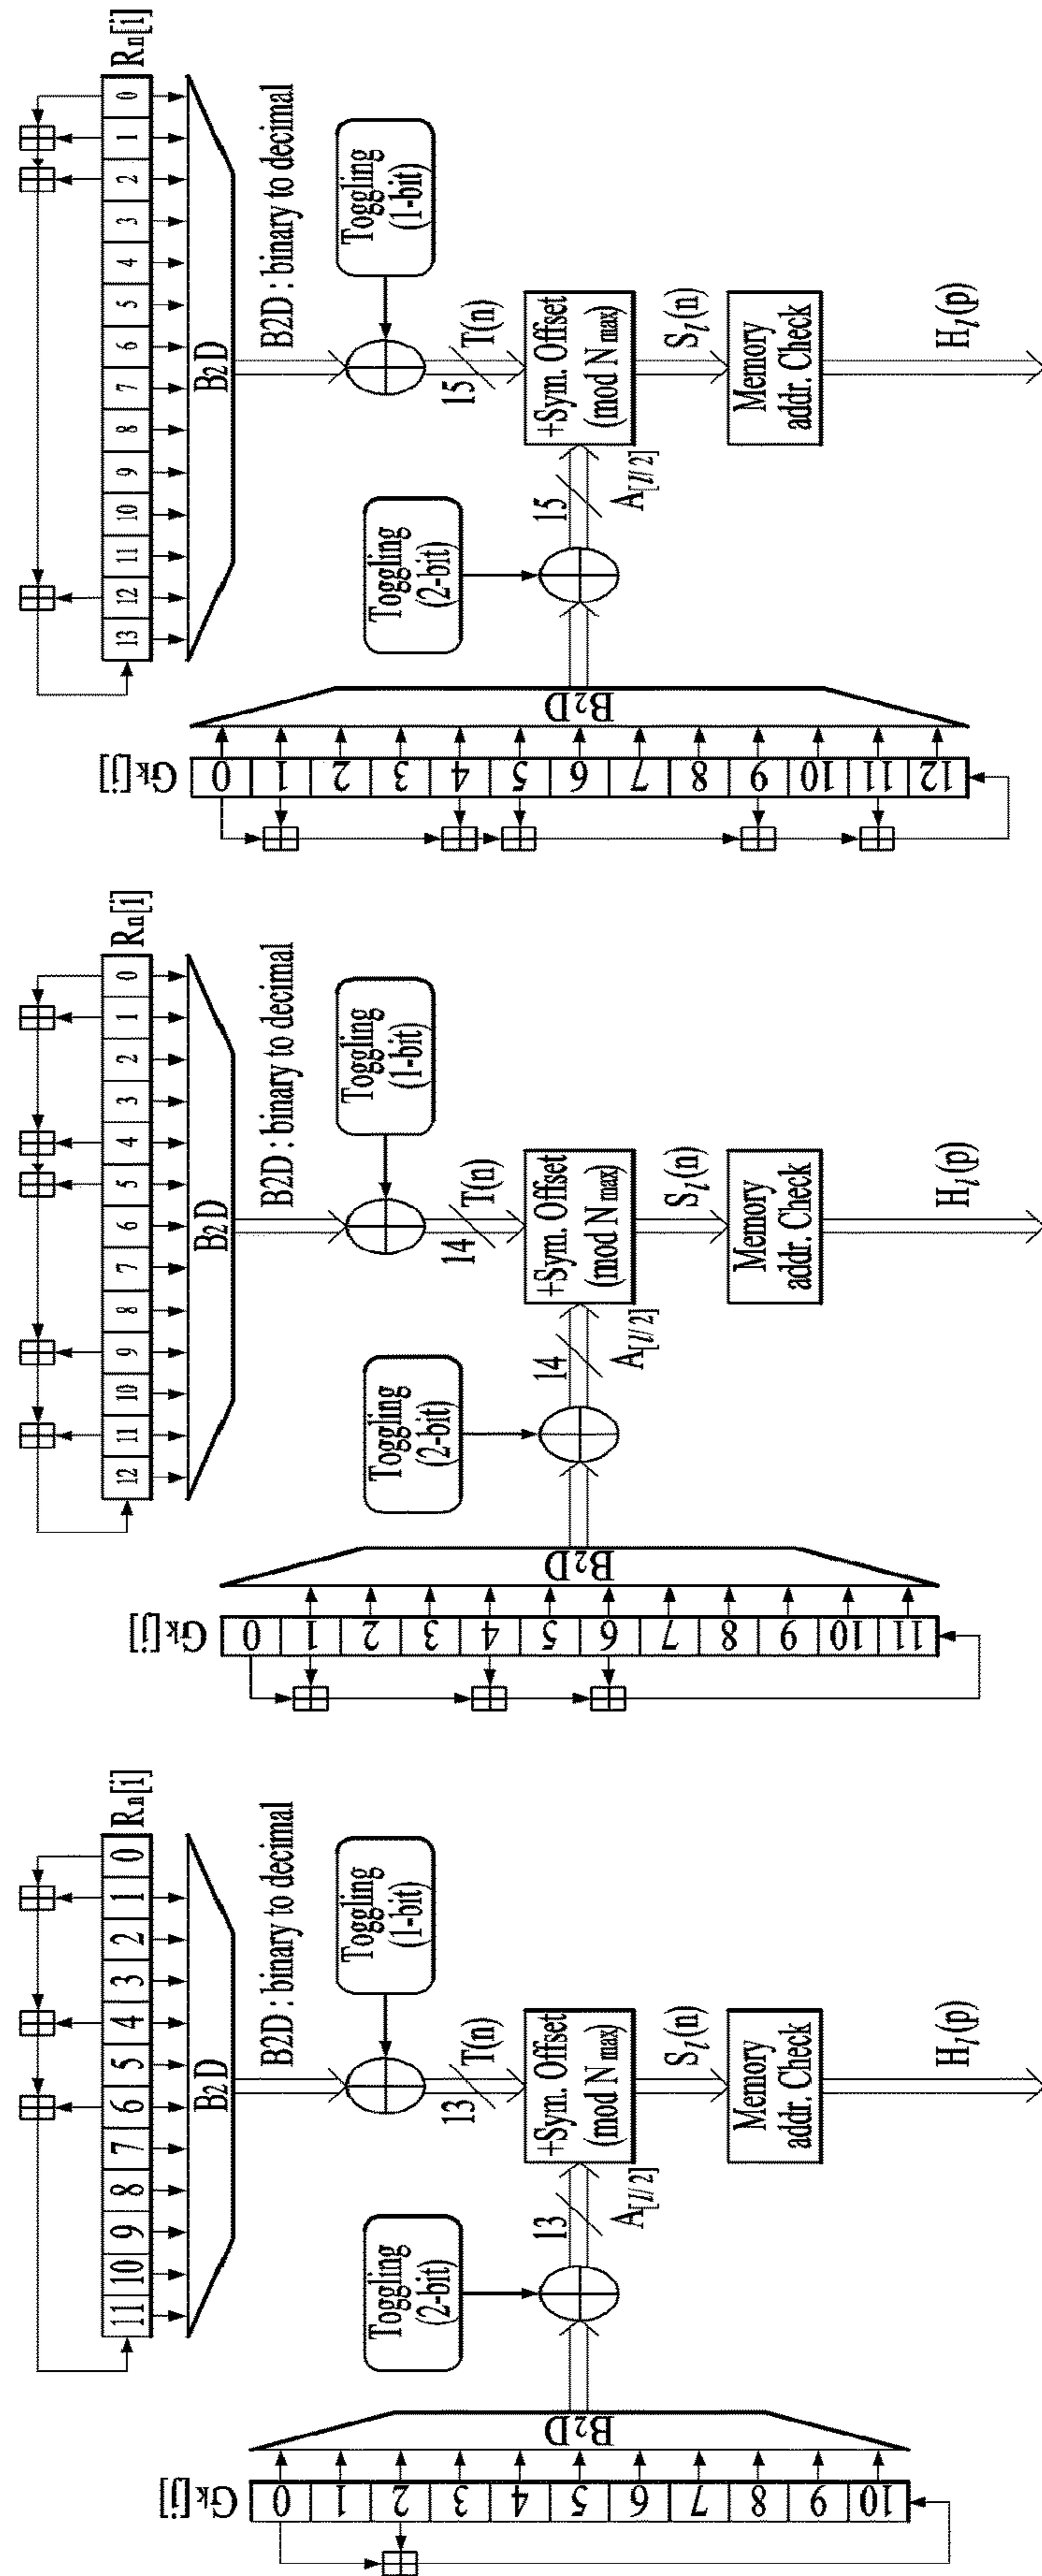 11 10 9 8 7 6 5 4 3 2 1 0 Rn[i]
B2D
B2D : binary to decimal
Gk[j]
0
1
2
3
4
5
6
7
8
9
10
B2D
Toggling
(2-bit)
Toggling
(1-bit)
13
T(n)
13
A[l/2]
+Sym. Offset
(mod Nmax)
Sl(n)
Memory
addr. Check
Hl(p)
12 11 10 9 8 7 6 5 4 3 2 1 0 Rn[i]
B2D
B2D : binary to decimal
Gk[j]
0
1
2
3
4
5
6
7
8
9
10
11
B2D
Toggling
(2-bit)
Toggling
(1-bit)
14
T(n)
14
A[l/2]
+Sym. Offset
(mod Nmax)
Sl(n)
Memory
addr. Check
Hl(p)
13 12 11 10 9 8 7 6 5 4 3 2 1 0 Rn[i]
B2D
B2D : binary to decimal
Gk[j]
0
1
2
3
4
5
6
7
8
9
10
11
12
B2D
Toggling
(2-bit)
Toggling
(1-bit)
15
T(n)
15
A[l/2]
+Sym. Offset
(mod Nmax)
Sl(n)
Memory
addr. Check
Hl(p)